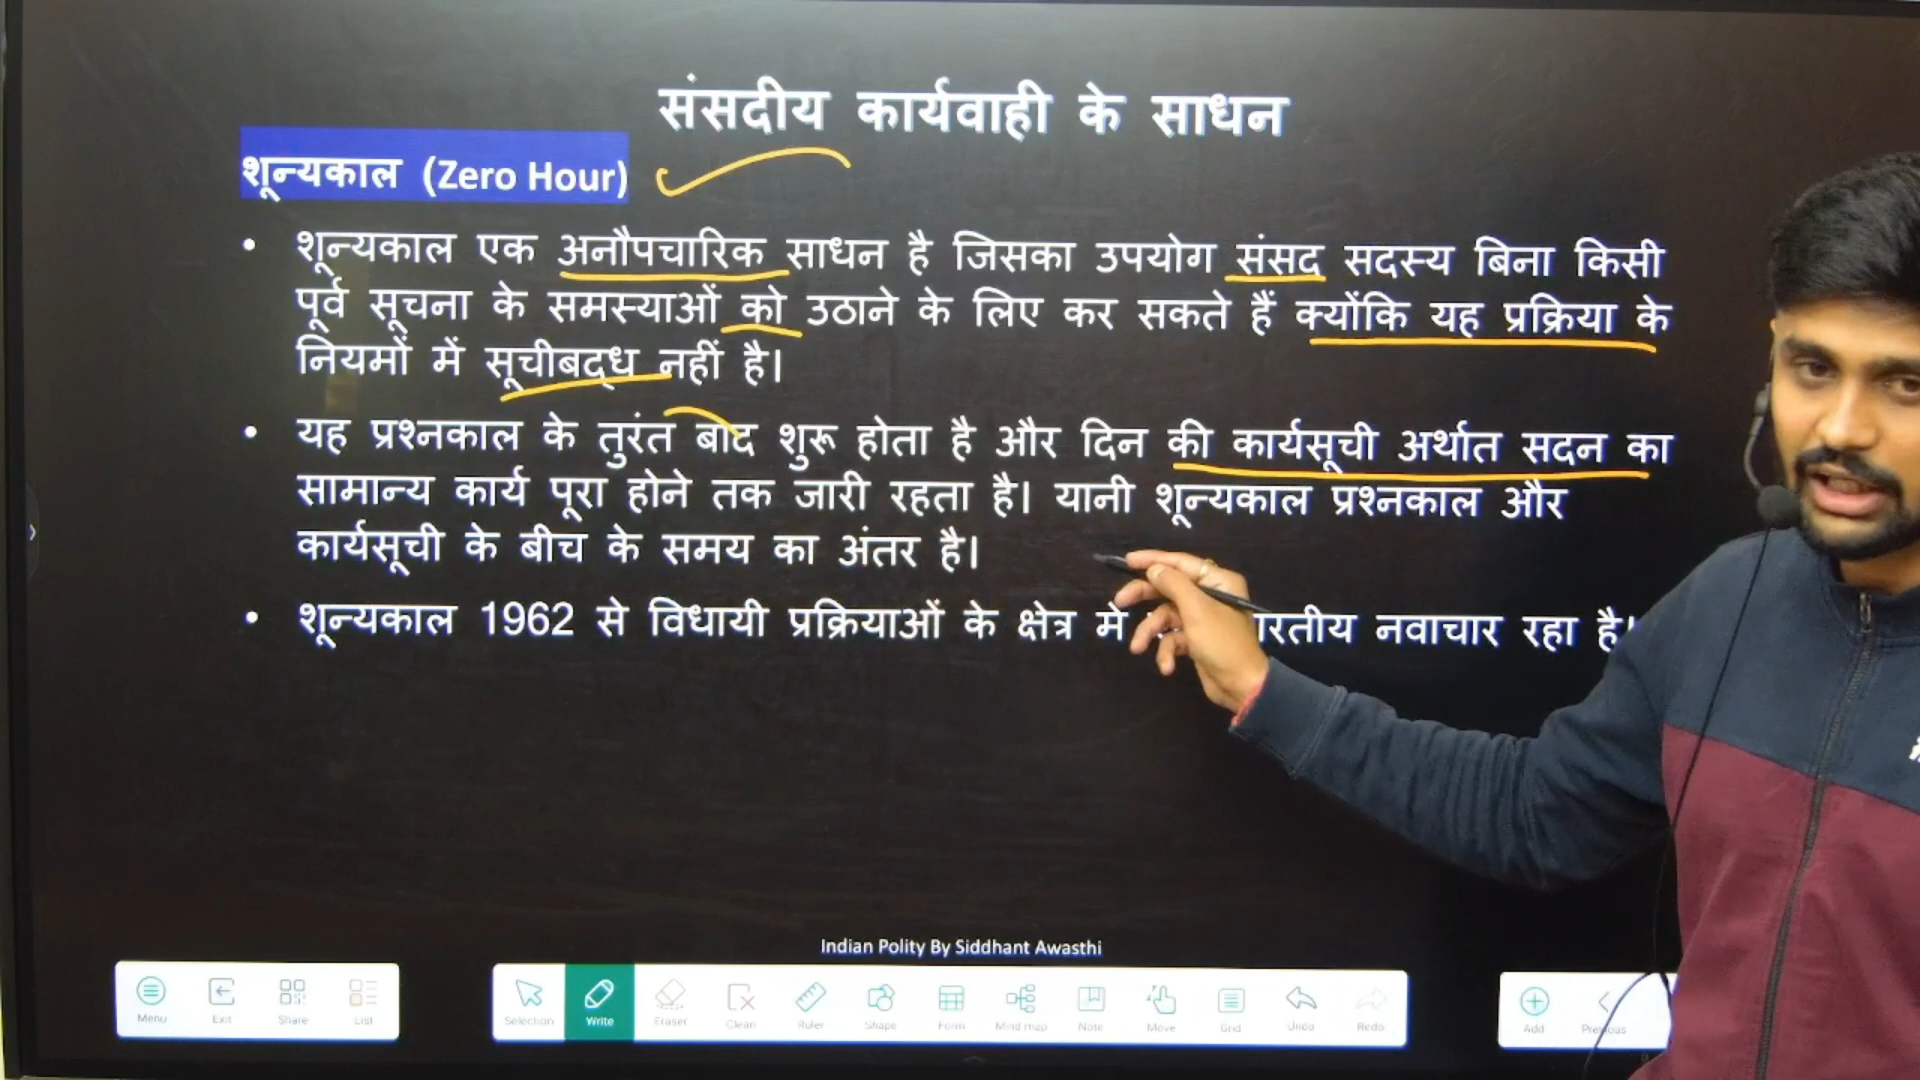 संसदीय कार्यवाही के साधन
शून्यकाल (Zero Hour)
• शून्यकाल एक अनौपचारिक साधन है जिसका उपयोग संसद सदस्य बिना किसी
पूर्व सूचना के समस्याओं को उठाने के लिए कर सकते हैं क्योंकि यह प्रक्रिया के
नियमों में सूचीबद्ध नहीं है।
• यह प्रश्नकाल के तुरंत बाद शुरू होता है और दिन की कार्यसूची अर्थात सदन का
सामान्य कार्य पूरा होने तक जारी रहता है। यानी शून्यकाल प्रश्नकाल और
कार्यसूची के बीच के समय का अंतर है।
• शून्यकाल 1962 से विधायी प्रक्रियाओं के क्षेत्र मे रतीय नवाचार रहा है।
Indian Polity By Siddhant Awasthi
Menu Exit Share List Selection Write Eraser Clean Ruler Shape Form Mind map Note Move Grid Undo Redo Add Previous